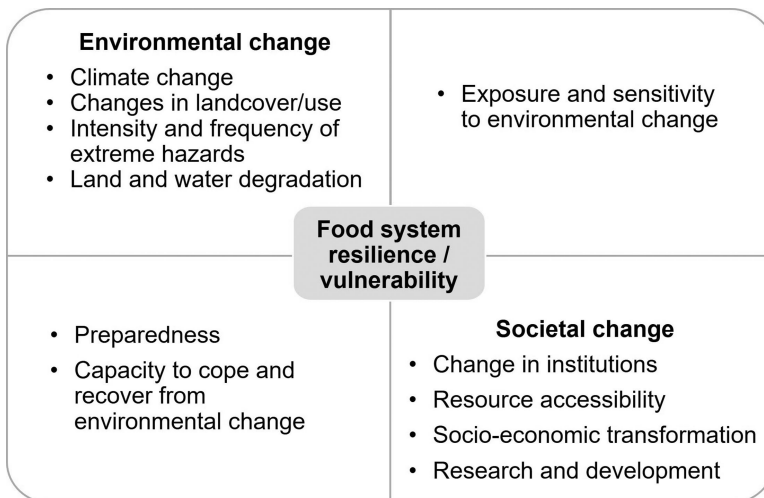 Environmental change
• Climate change
• Changes in landcover/use
• Intensity and frequency of
extreme hazards
• Land and water degradation
• Exposure and sensitivity
to environmental change
Food system
resilience /
vulnerability
• Preparedness
• Capacity to cope and
recover from
environmental change
Societal change
• Change in institutions
• Resource accessibility
• Socio-economic transformation
• Research and development